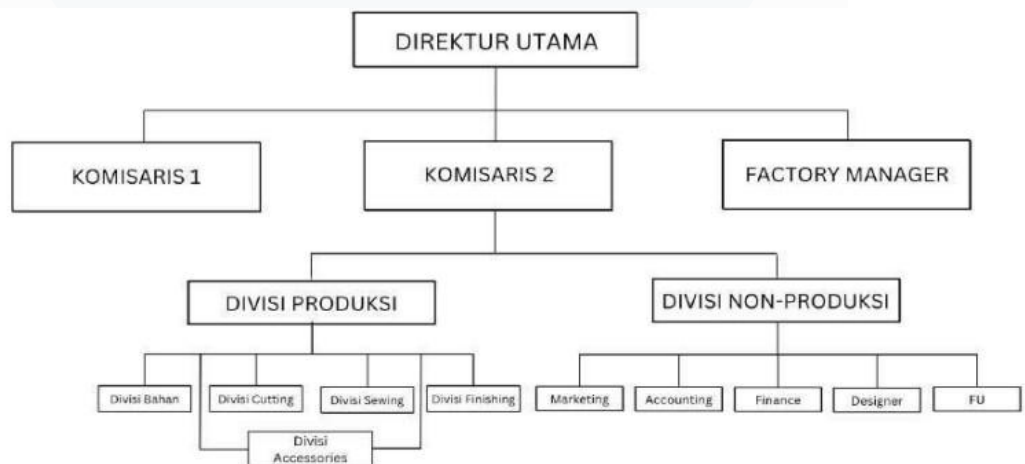 DIREKTUR UTAMA
KOMISARIS 1
KOMISARIS 2
FACTORY MANAGER
DIVISI PRODUKSI
DIVISI NON-PRODUKSI
Divisi Bahan
Divisi Cutting
Divisi Sewing
Divisi Finishing
Marketing
Accounting
Finance
Designer
FU
Divisi
Accessories